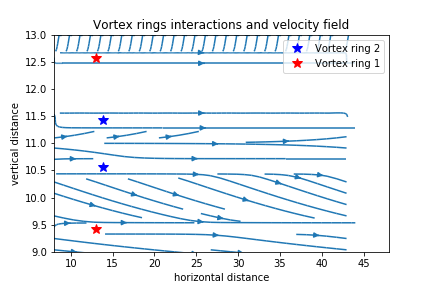 Vortex rings interactions and velocity field
Vortex ring 2
Vortex ring 1
vertical distance
13.0
12.5
12.0
11.5
11.0
10.5
10.0
9.5
9.0
10 15 20 25 30 35 40 45
horizontal distance